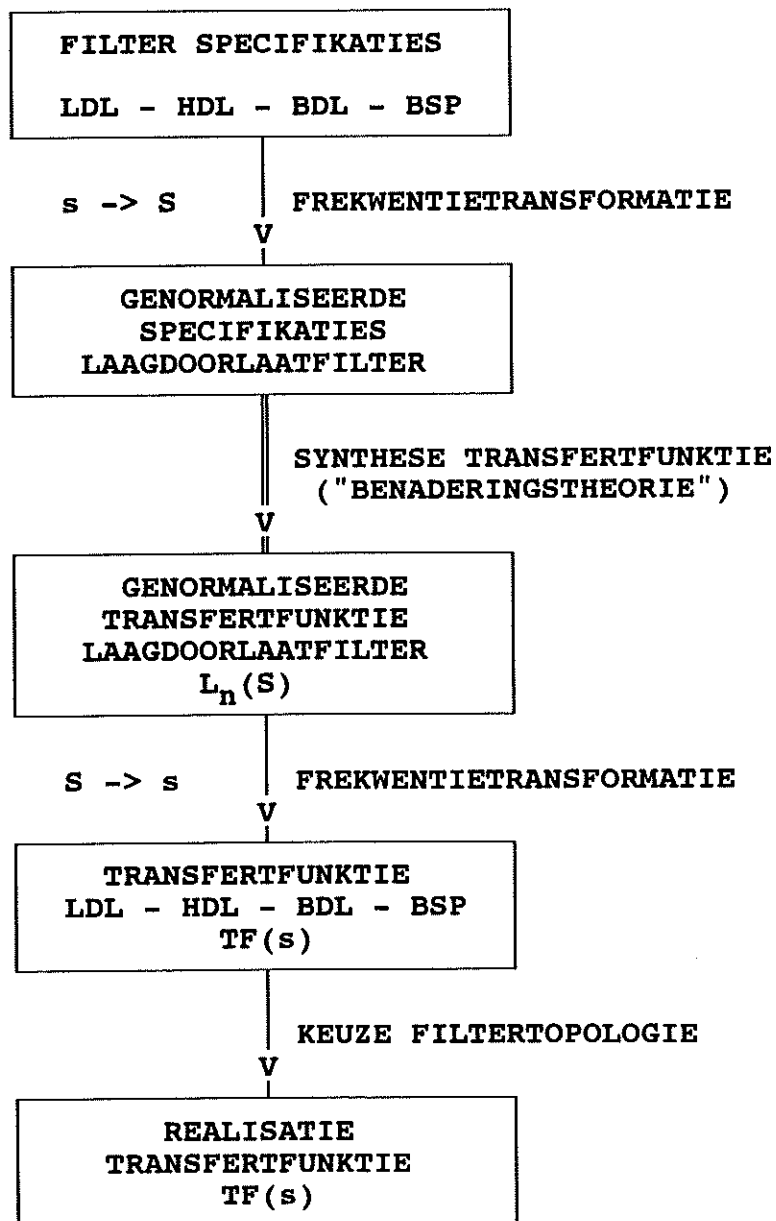 FILTER SPECIFIKATIES
LDL - HDL - BDL - BSP
s -> S FREKWENTIETRANSFORMATIE
V
GENORMALISEERDE
SPECIFIKATIES
LAAGDOORLAATFILTER
SYNTHESE TRANSFERTFUNKTIE
("BENADERINGSTHEORIE")
V
GENORMALISEERDE
TRANSFERTFUNKTIE
LAAGDOORLAATFILTER
Ln(S)
S -> s FREKWENTIETRANSFORMATIE
V
TRANSFERTFUNKTIE
LDL - HDL - BDL - BSP
TF(s)
KEUZE FILTERTOPOLOGIE
V
REALISATIE
TRANSFERTFUNKTIE
TF(s)